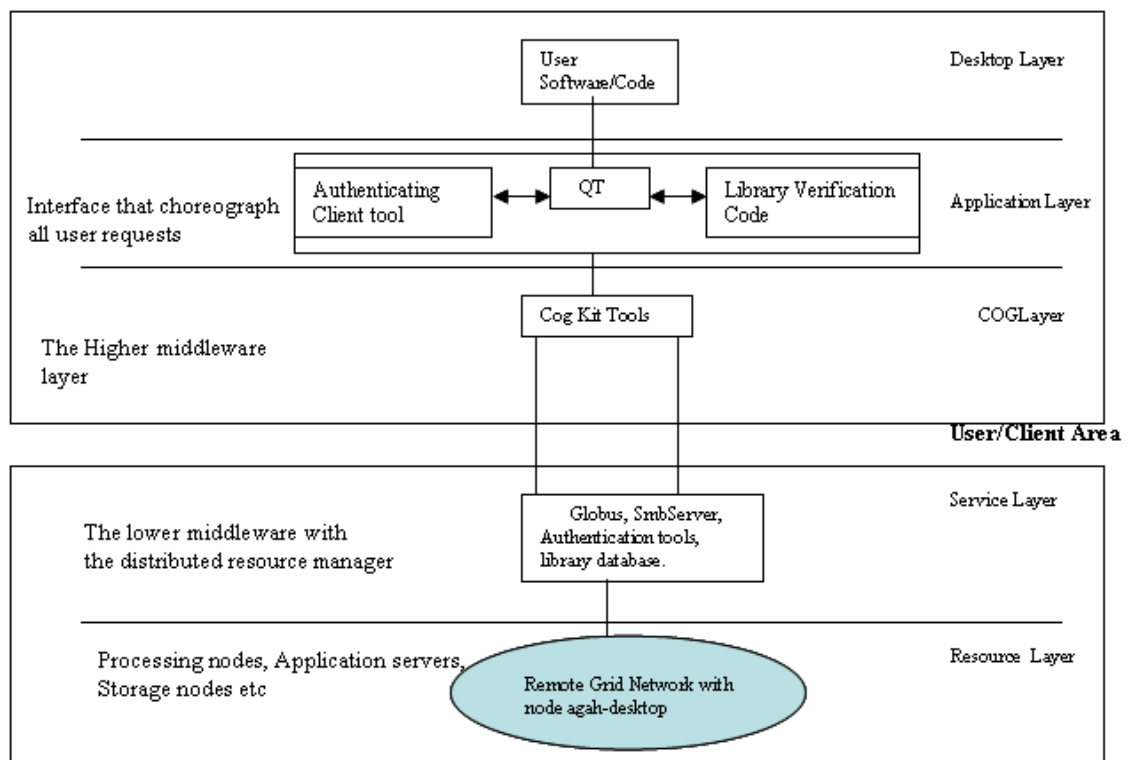 User
Software/Code
Desktop Layer
Interface that choreograph
all user requests
Authenticating
Client tool
QT
Library Verification
Code
Application Layer
Cog Kit Tools
COGLayer
The Higher middleware
layer
User/Client Area
Service Layer
The lower middleware with
the distributed resource manager
Globus, SmbServer,
Authentication tools,
library database.
Processing nodes, Application servers,
Storage nodes etc
Remote Grid Network with
node agah-desktop
Resource Layer